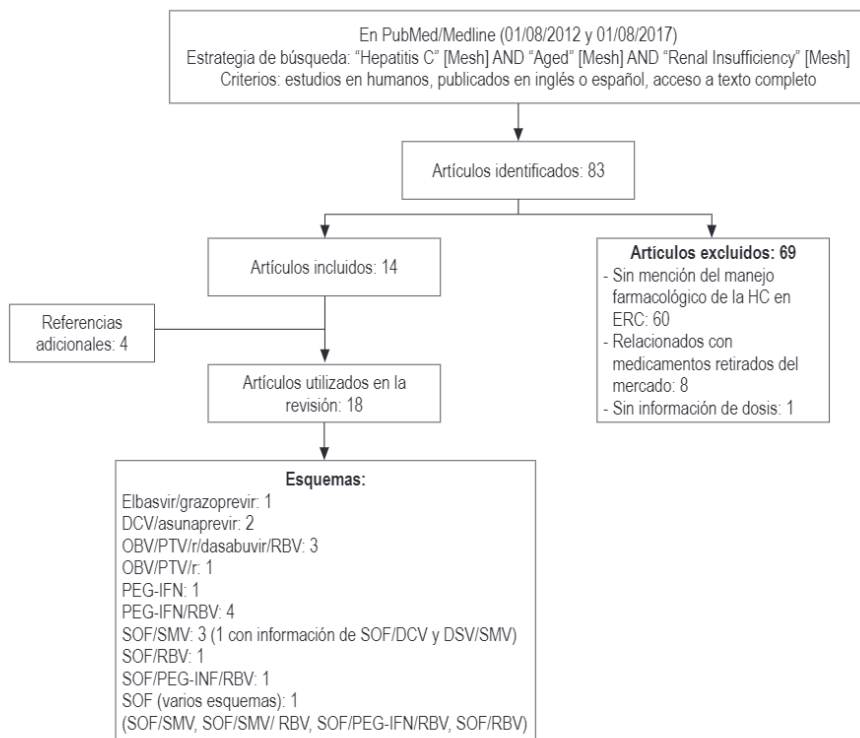 En PubMed/Medline (01/08/2012 y 01/08/2017)
Estrategia de búsqueda: “Hepatitis C” [Mesh] AND “Aged” [Mesh] AND “Renal Insufficiency” [Mesh]
Criterios: estudios en humanos, publicados en inglés o español, acceso a texto completo
Artículos identificados: 83
Artículos incluidos: 14
Artículos excluidos: 69
- Sin mención del manejo
farmacológico de la HC en
ERC: 60
- Relacionados con
medicamentos retirados del
mercado: 8
- Sin información de dosis: 1
Referencias
adicionales: 4
Artículos utilizados en la
revisión: 18
Esquemas:
Elbasvir/grazoprevir: 1
DCV/asunaprevir: 2
OBV/PTV/r/dasabuvir/RBV: 3
OBV/PTV/r: 1
PEG-IFN: 1
PEG-IFN/RBV: 4
SOF/SMV: 3 (1 con información de SOF/DCV y DSV/SMV)
SOF/RBV: 1
SOF/PEG-INF/RBV: 1
SOF (varios esquemas): 1
(SOF/SMV, SOF/SMV/ RBV, SOF/PEG-IFN/RBV, SOF/RBV)